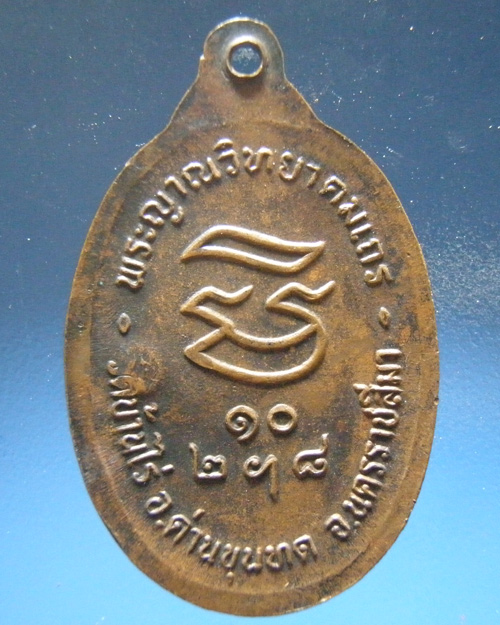 พระญาณวิทยาคมเถร
๑๐
๒ ๘
วัดบ้านไร่ อ.ด่านขุนทด จ.นครราชสีมา